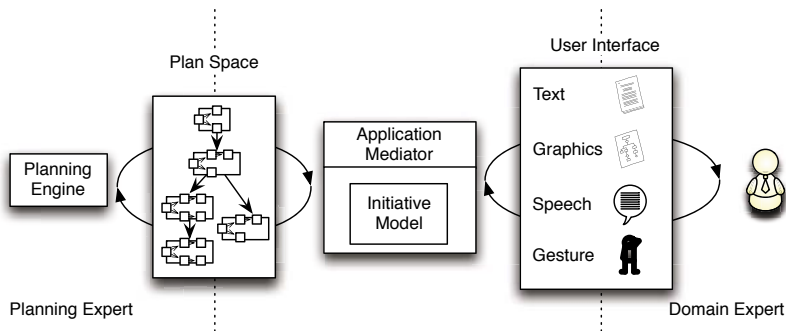 Plan Space
User Interface
Planning
Engine
Application
Mediator
Initiative
Model
Text
Graphics
Speech
Gesture
Planning Expert
Domain Expert